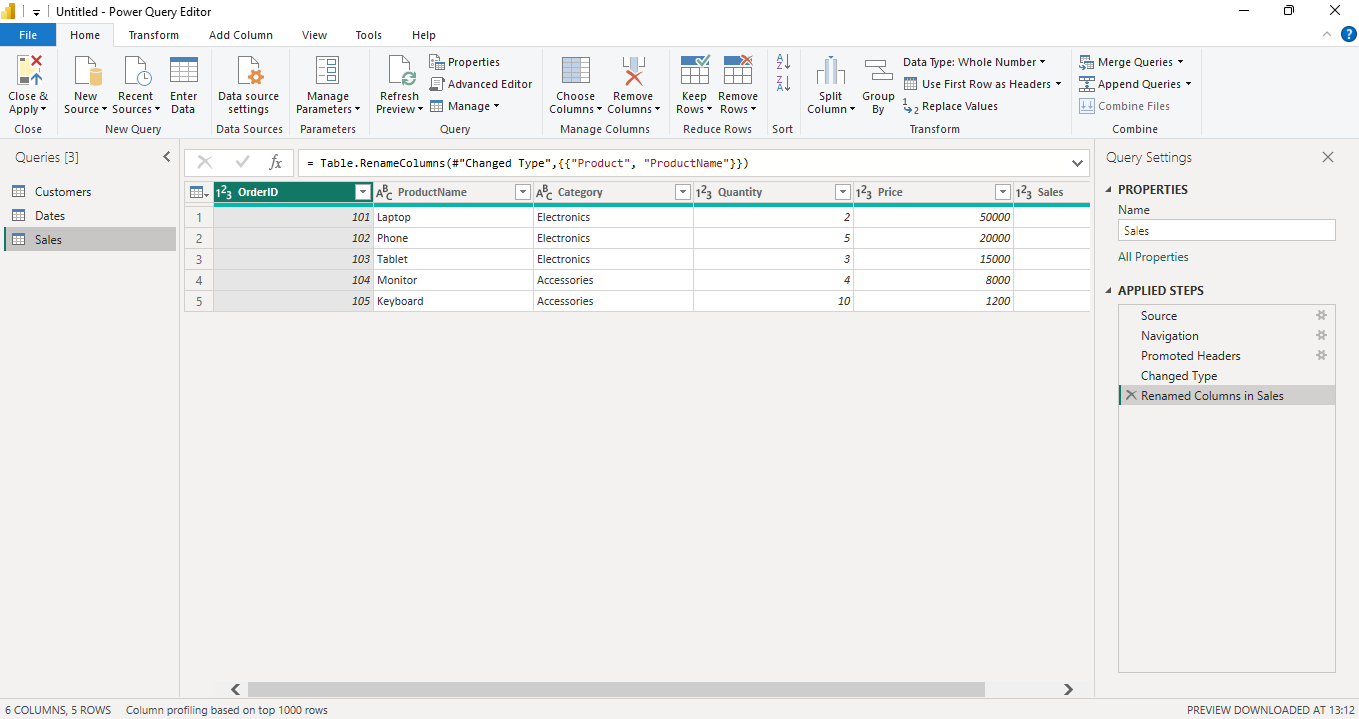 Untitled - Power Query Editor
File Home Transform Add Column View Tools Help ?
Close & Apply
New Source
Recent Sources
Enter Data
Data source settings
Manage Parameters
Refresh Preview
Properties
Advanced Editor
Manage
Choose Columns
Remove Columns
Keep Rows
Remove Rows
Split Column
Group By
Data Type: Whole Number
Use First Row as Headers
Replace Values
Merge Queries
Append Queries
Combine Files
Close New Query Data Sources Parameters Query Manage Columns Reduce Rows Sort Transform Combine
Queries [3]
Customers
Dates
Sales
fx = Table.RenameColumns(#"Changed Type",{{"Product", "ProductName"}})
123 OrderID ABC ProductName ABC Category 123 Quantity 123 Price 123 Sales
1 101 Laptop Electronics 2 50000
2 102 Phone Electronics 5 20000
3 103 Tablet Electronics 3 15000
4 104 Monitor Accessories 4 8000
5 105 Keyboard Accessories 10 1200
Query Settings
PROPERTIES
Name
Sales
All Properties
APPLIED STEPS
Source
Navigation
Promoted Headers
Changed Type
Renamed Columns in Sales
6 COLUMNS, 5 ROWS Column profiling based on top 1000 rows PREVIEW DOWNLOADED AT 13:12